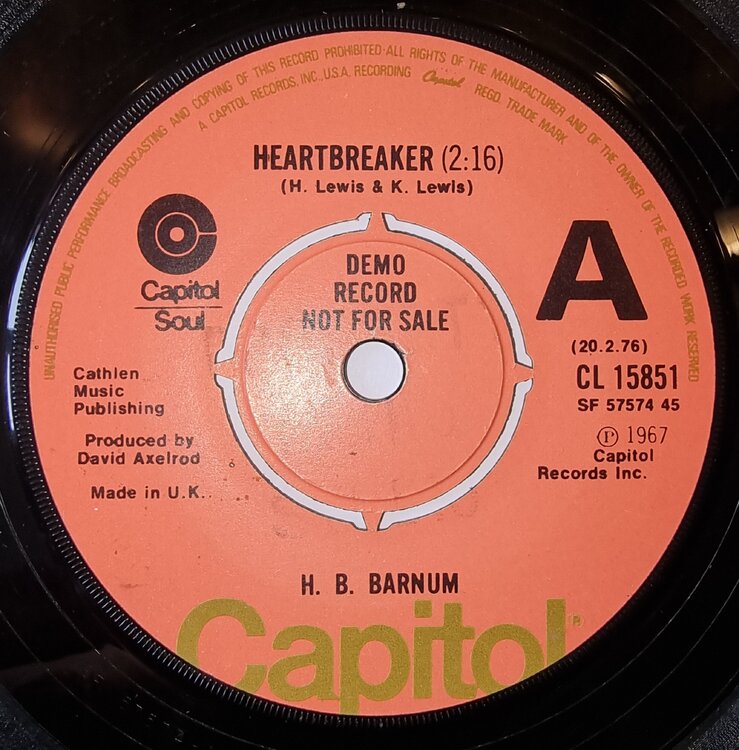 UNAUTHORISED PUBLIC PERFORMANCE BROADCASTING AND COPYING OF THIS RECORD PROHIBITED·ALL RIGHTS OF THE MANUFACTURER AND OF THE OWNER OF THE RECORDED WORK RESERVED
A CAPITOL RECORDS, INC., U.S.A. RECORDING Capitol REGD. TRADE MARK
HEARTBREAKER (2:16)
(H. Lewis & K. Lewis)
Capitol
Soul
DEMO
RECORD
NOT FOR SALE
A
(20.2.76)
CL 15851
SF 57574 45
Ⓟ 1967
Capitol
Records Inc.
Cathlen
Music
Publishing
Produced by
David Axelrod
Made in U.K.
H. B. BARNUM
Capitol®